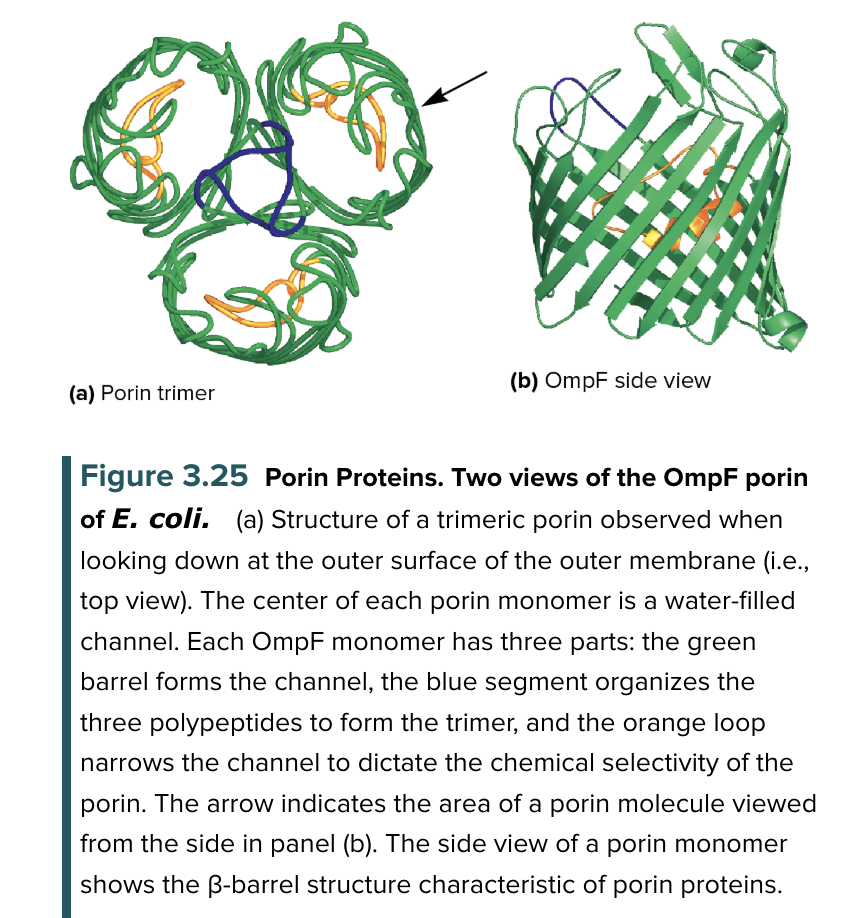 (a) Porin trimer
(b) OmpF side view
Figure 3.25 Porin Proteins. Two views of the OmpF porin
of E. coli. (a) Structure of a trimeric porin observed when
looking down at the outer surface of the outer membrane (i.e.,
top view). The center of each porin monomer is a water-filled
channel. Each OmpF monomer has three parts: the green
barrel forms the channel, the blue segment organizes the
three polypeptides to form the trimer, and the orange loop
narrows the channel to dictate the chemical selectivity of the
porin. The arrow indicates the area of a porin molecule viewed
from the side in panel (b). The side view of a porin monomer
shows the β-barrel structure characteristic of porin proteins.